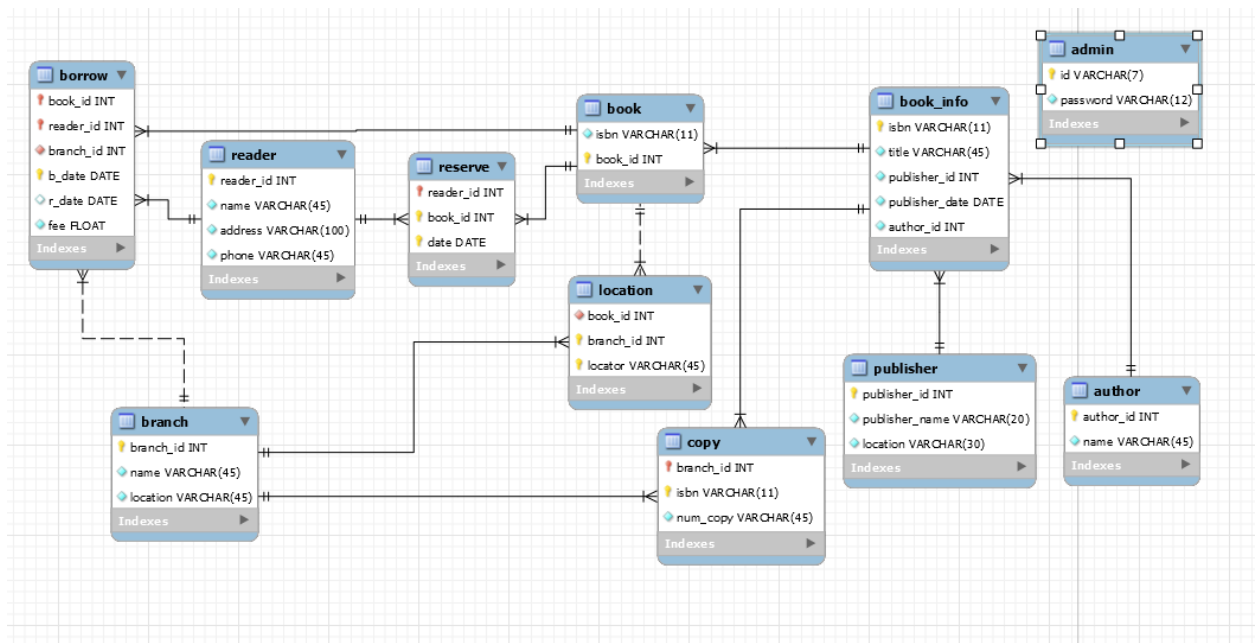 borrow
book_id INT
reader_id INT
branch_id INT
b_date DATE
r_date DATE
fee FLOAT
Indexes
reader
reader_id INT
name VARCHAR(45)
address VARCHAR(100)
phone VARCHAR(45)
Indexes
reserve
reader_id INT
book_id INT
date DATE
Indexes
book
isbn VARCHAR(11)
book_id INT
Indexes
book_info
isbn VARCHAR(11)
title VARCHAR(45)
publisher_id INT
publisher_date DATE
author_id INT
Indexes
admin
id VARCHAR(7)
password VARCHAR(12)
Indexes
location
book_id INT
branch_id INT
locator VARCHAR(45)
Indexes
branch
branch_id INT
name VARCHAR(45)
location VARCHAR(45)
Indexes
copy
branch_id INT
isbn VARCHAR(11)
num_copy VARCHAR(45)
Indexes
publisher
publisher_id INT
publisher_name VARCHAR(20)
location VARCHAR(30)
Indexes
author
author_id INT
name VARCHAR(45)
Indexes